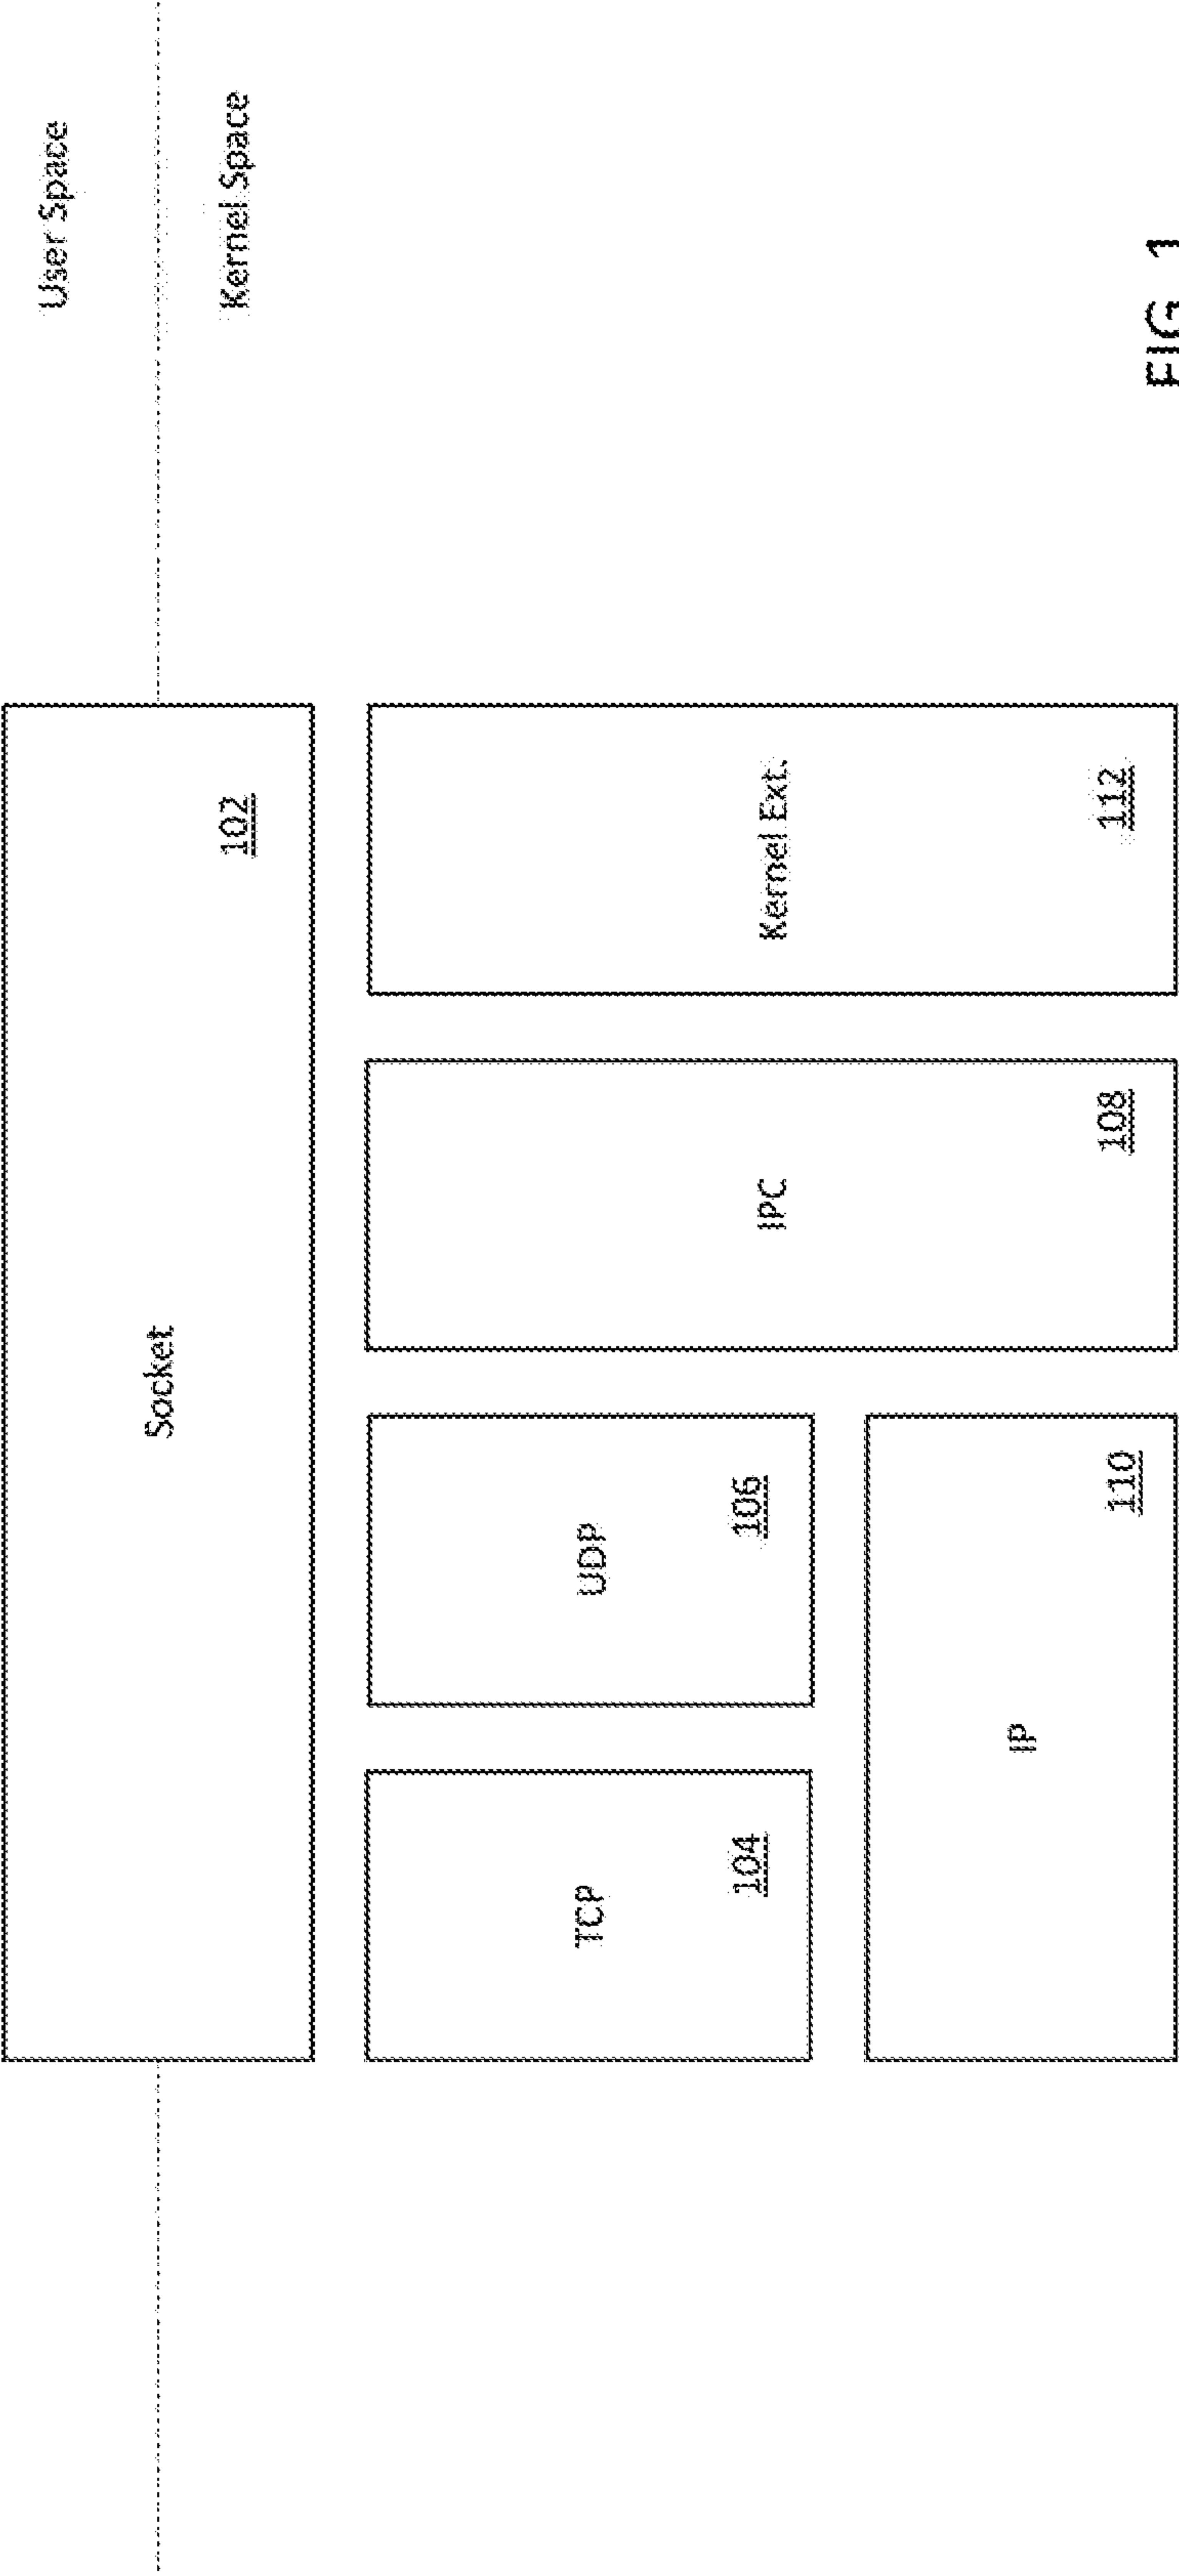 User Space
Kernel Space
Socket
102
TCP
104
UDP
106
IPC
108
Kernel Ext.
112
IP
110
FIG. 1